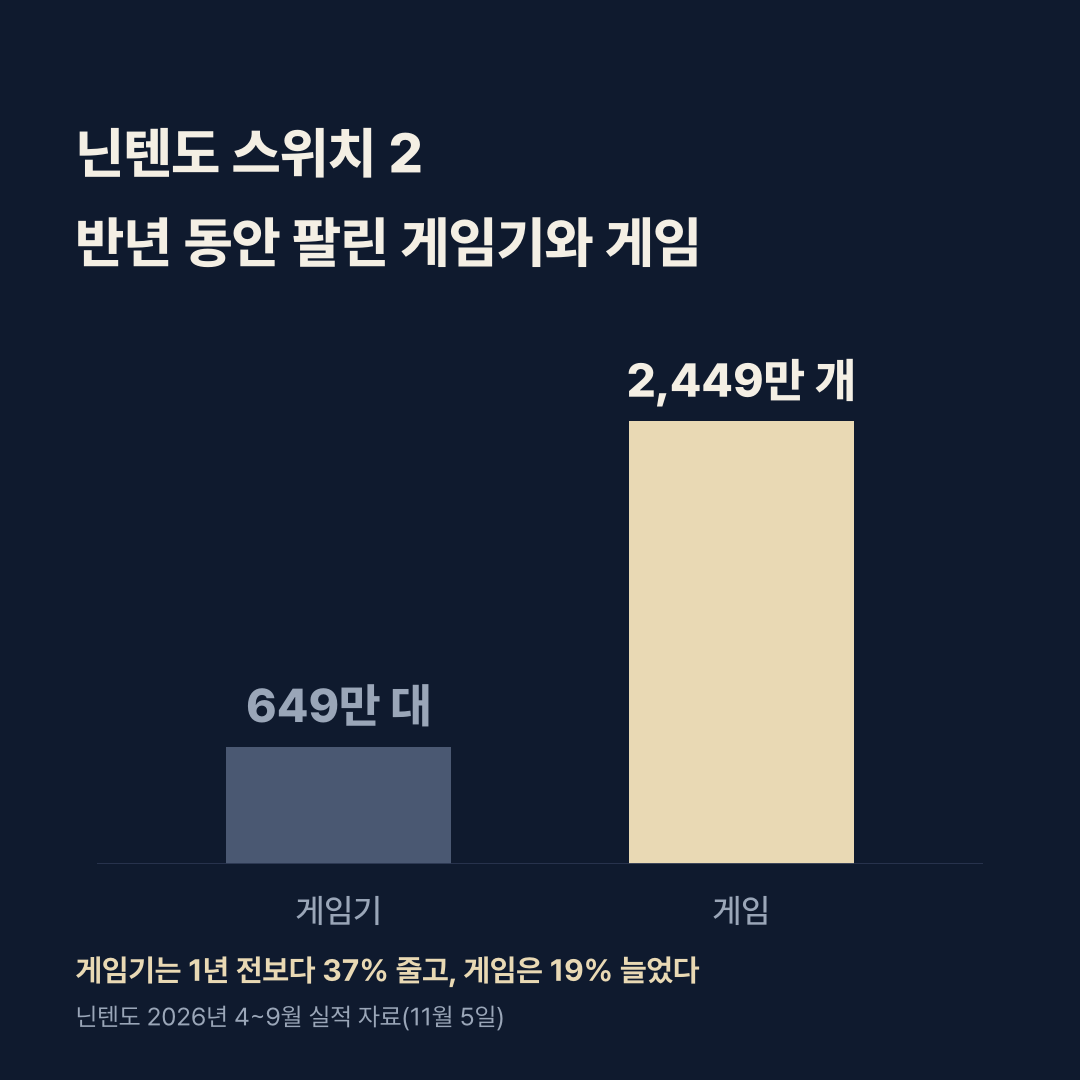 닌텐도 스위치 2
반년 동안 팔린 게임기와 게임
2,449만 개
649만 대
게임기
게임
게임기는 1년 전보다 37% 줄고, 게임은 19% 늘었다
닌텐도 2026년 4~9월 실적 자료(11월 5일)